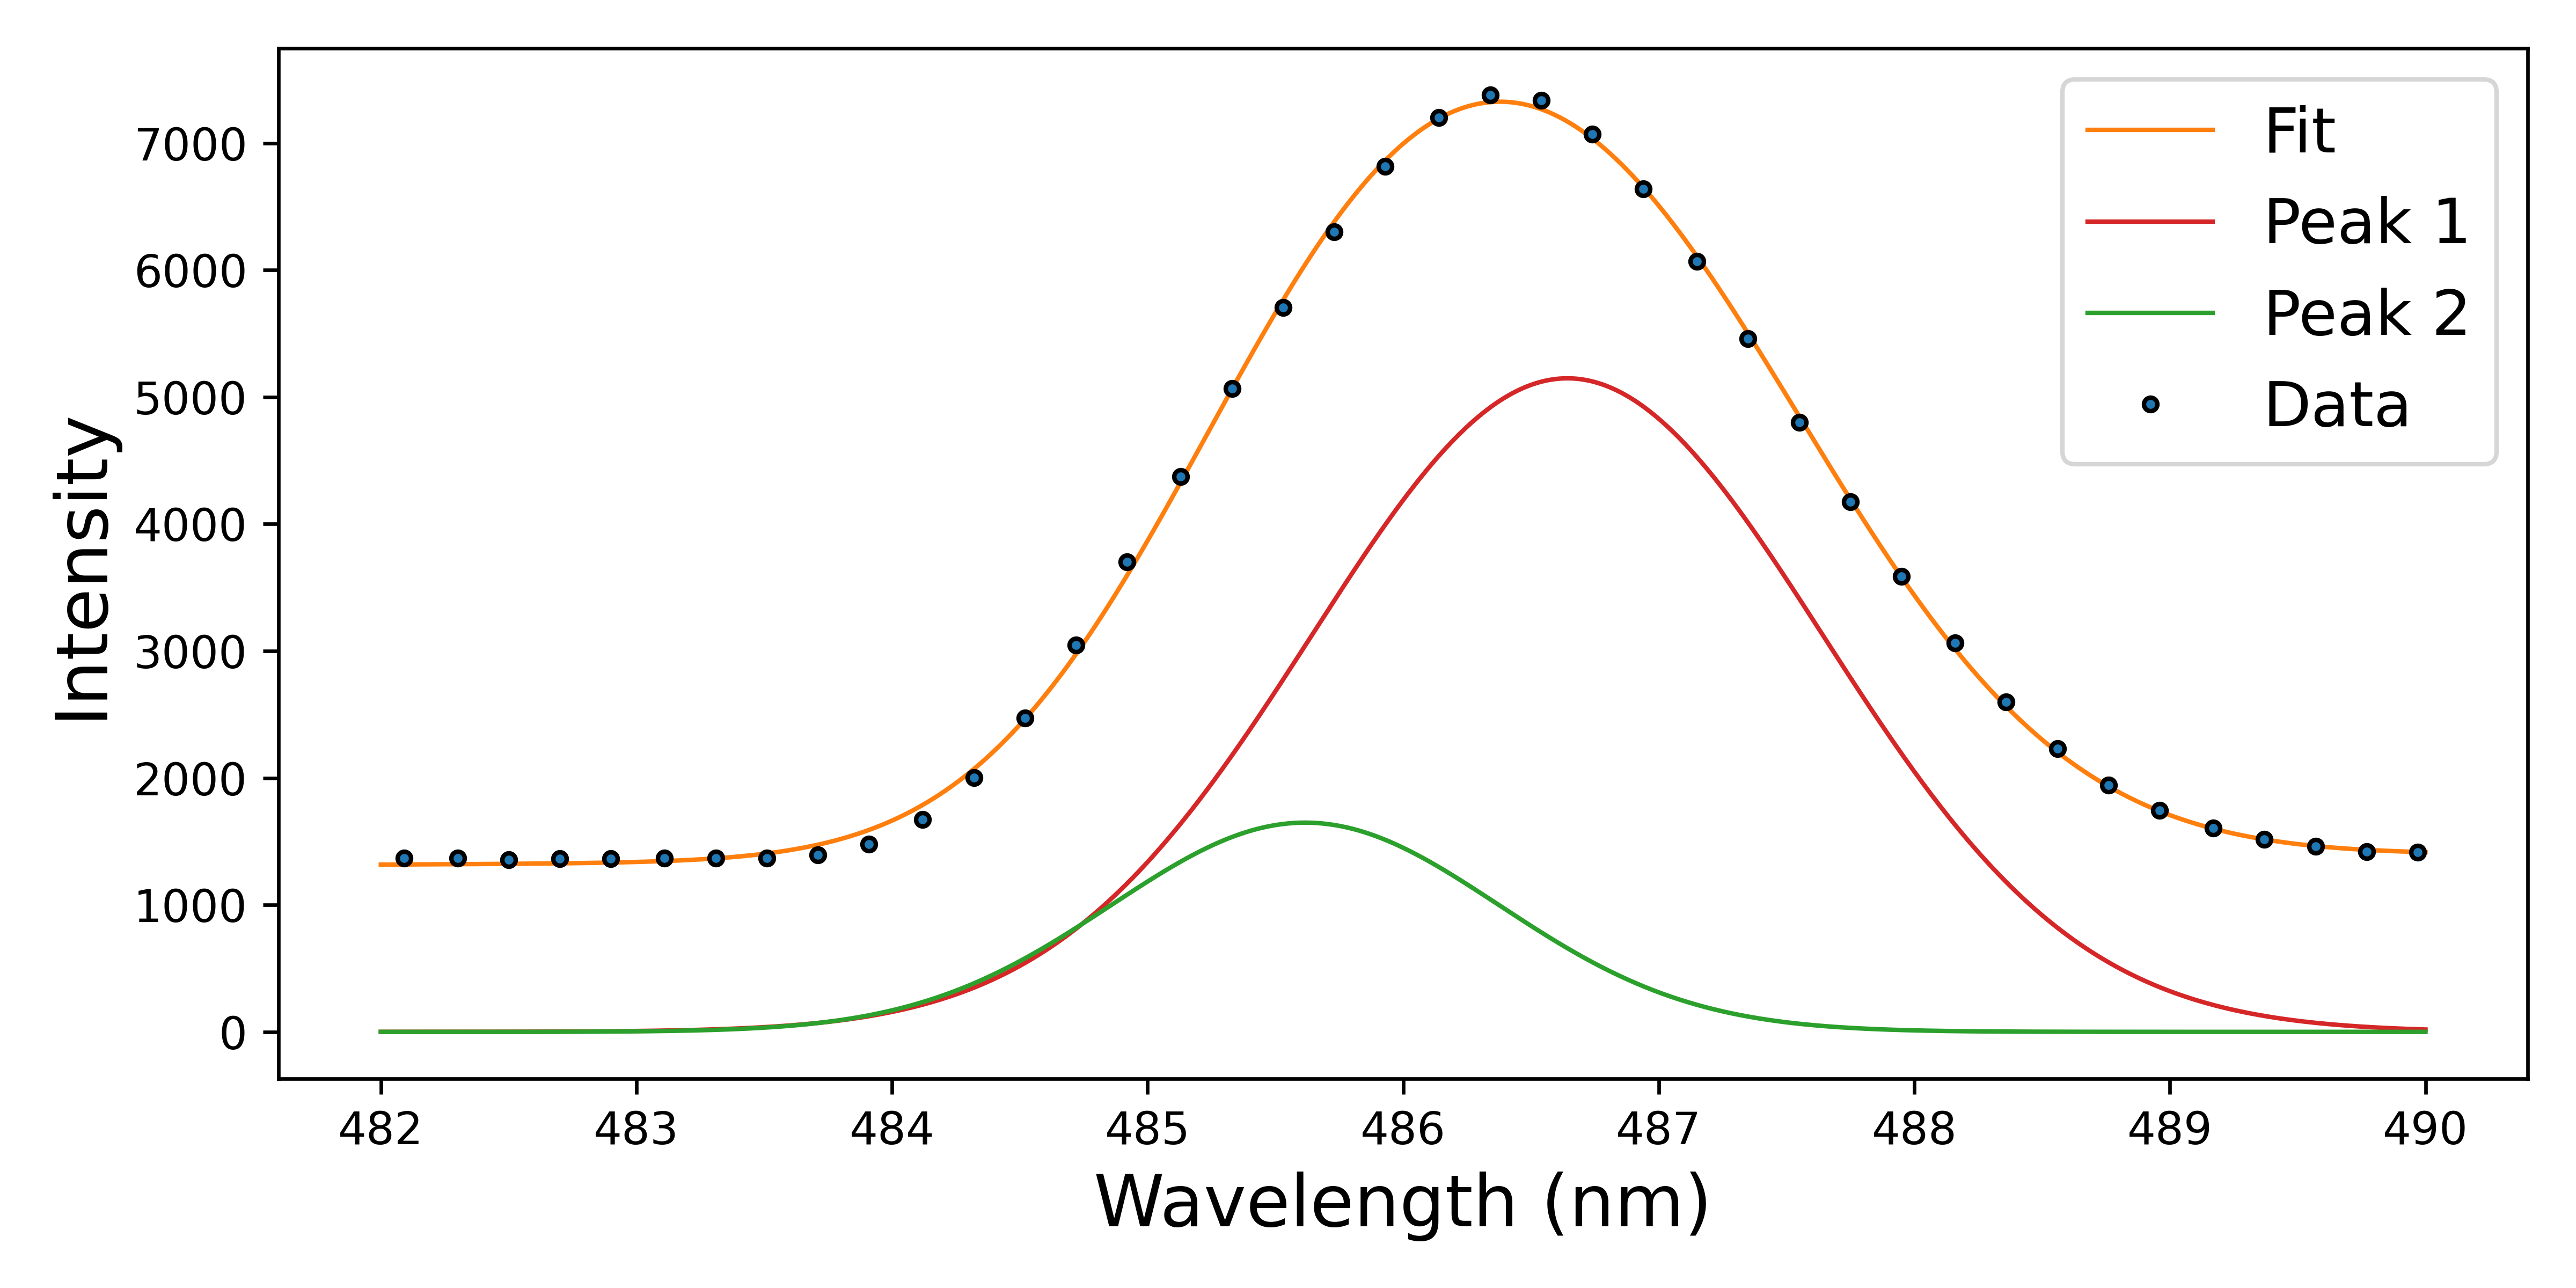 7000
6000
5000
4000
3000
2000
1000
0
Intensity
482 483 484 485 486 487 488 489 490
Wavelength (nm)
Fit
Peak 1
Peak 2
Data